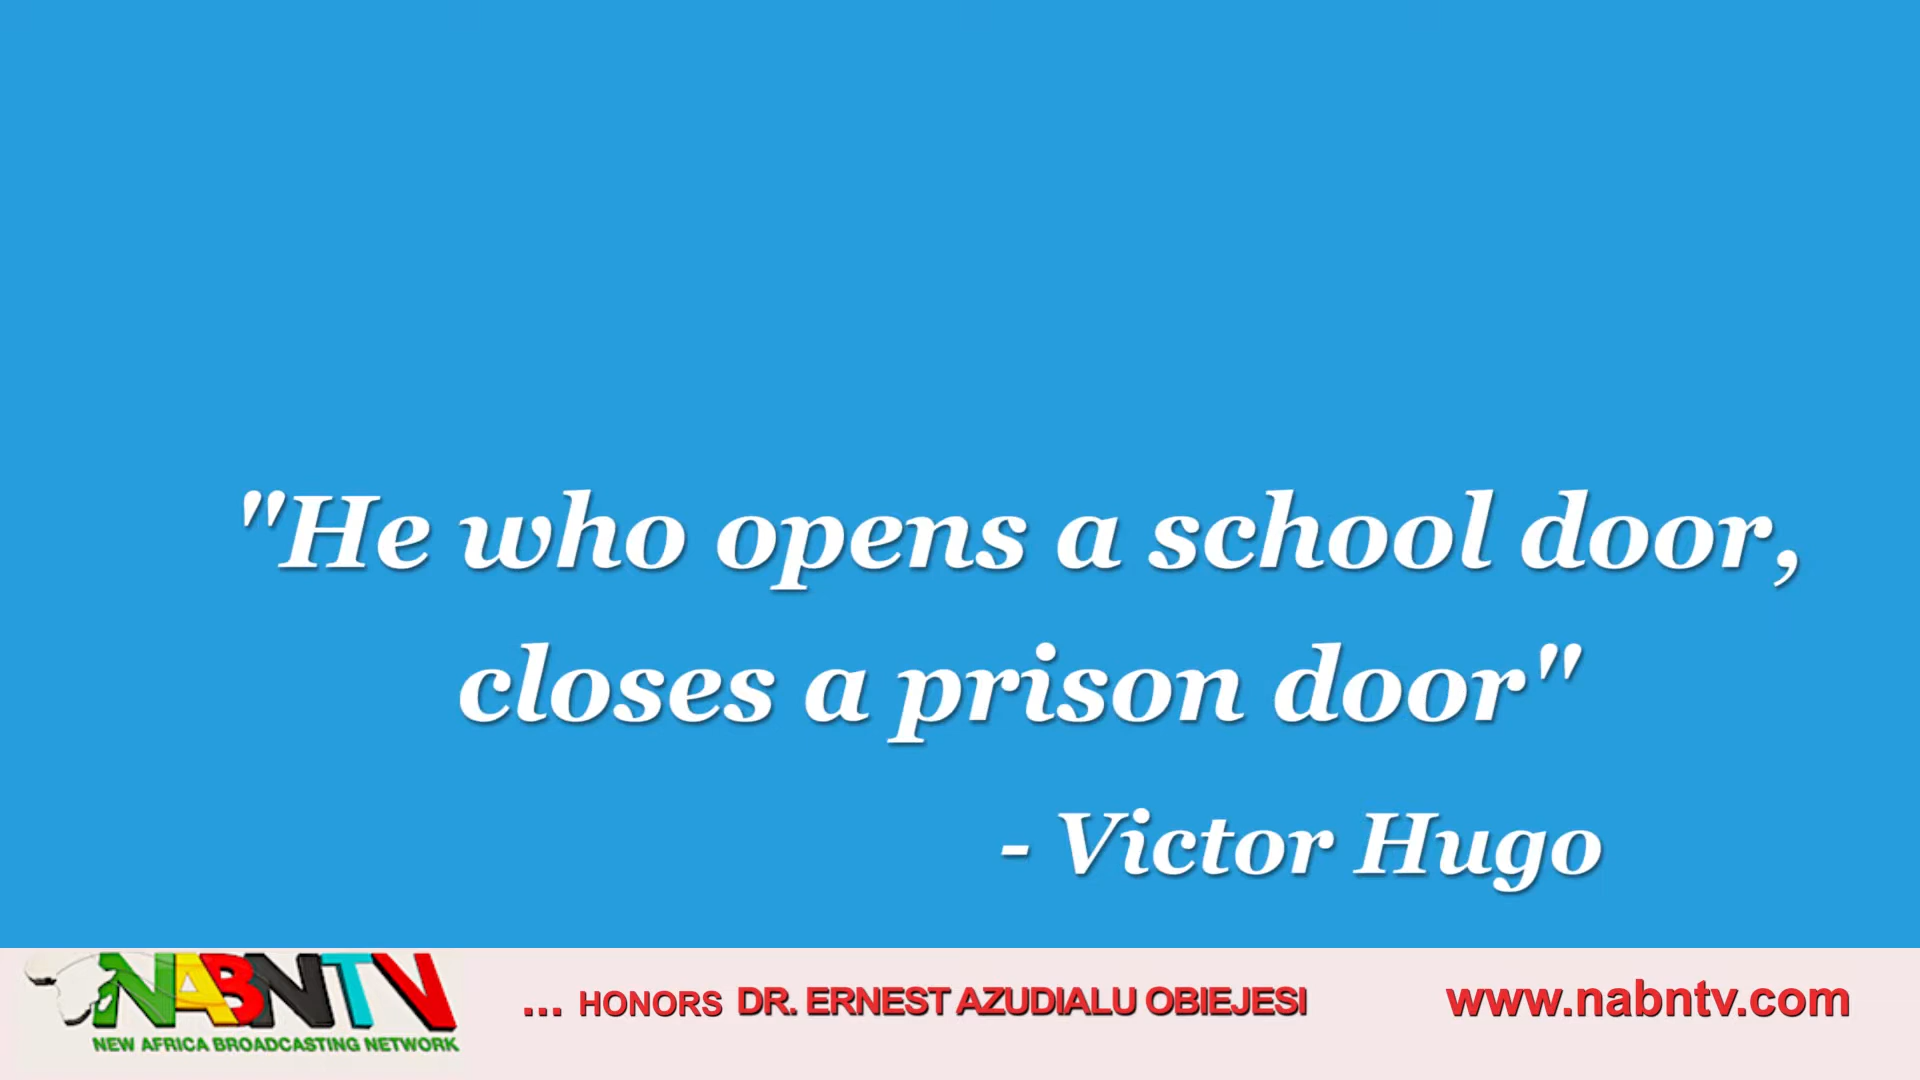 "He who opens a school door,
closes a prison door"
- Victor Hugo
NABNTV
NEW AFRICA BROADCASTING NETWORK
... HONORS DR. ERNEST AZUDIALU OBIEJESI
www.nabntv.com